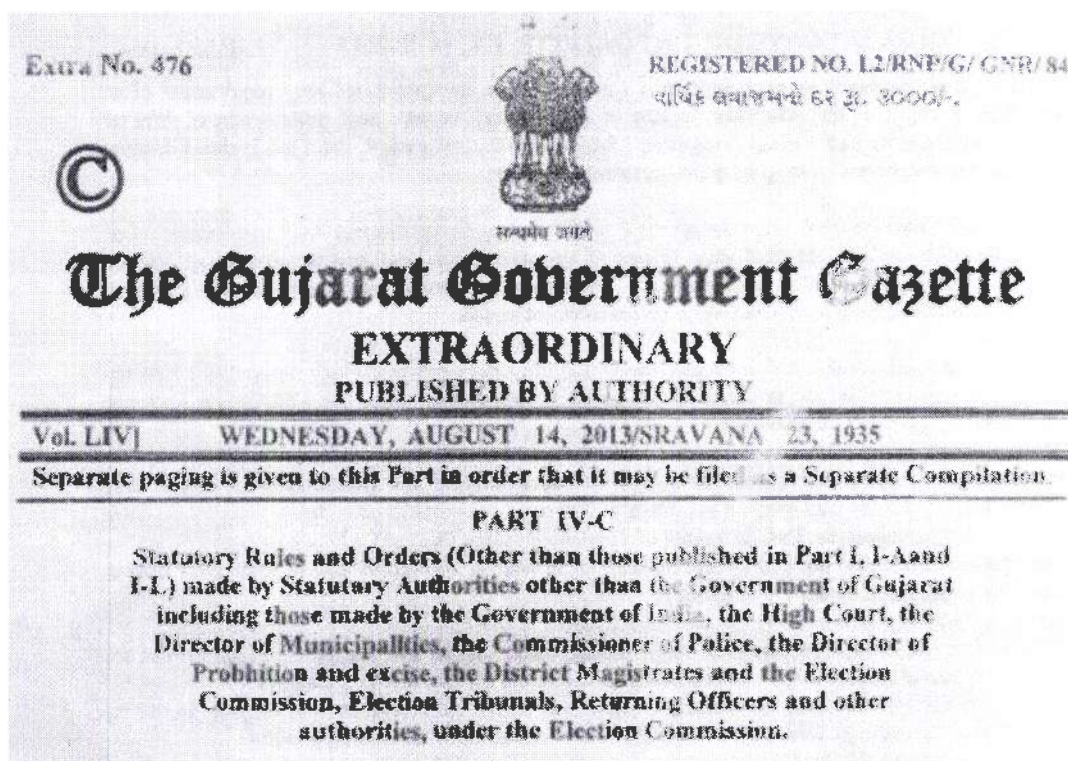 Extra No. 476
REGISTERED NO. L2/RNP/G/ GNR/ 84
વાર્ષિક લવાજમનો દર રૂા. ૩૦૦૦/-.
©
सत्यमेव जयते
The Gujarat Government Gazette
EXTRAORDINARY
PUBLISHED BY AUTHORITY
Vol. LIV] WEDNESDAY, AUGUST 14, 2013/SRAVANA 23, 1935
Separate paging is given to this Part in order that it may be filed as a Separate Compilation.
PART IV-C
Statutory Rules and Orders (Other than those published in Part I, I-Aand
I-L) made by Statutary Authorities other than the Government of Gujarat
including those made by the Government of India, the High Court, the
Director of Municipallties, the Commissioner of Police, the Director of
Probhition and excise, the District Magistrates and the Election
Commission, Election Tribunals, Returning Officers and other
authorities, under the Election Commission.